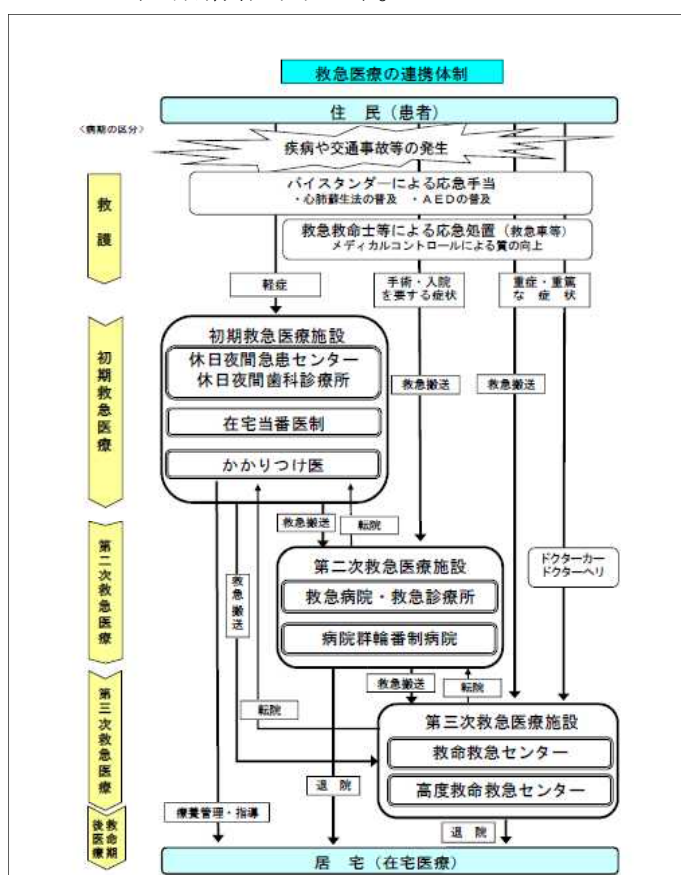 救急医療の連携体制
住 民（患者）
〈病期の区分〉
疾病や交通事故等の発生
バイスタンダーによる応急手当
・心肺蘇生法の普及 ・ＡＥＤの普及
救護
救急救命士等による応急処置（救急車等）
メディカルコントロールによる質の向上
軽症
手術・入院
を要する症状
重症・重篤
な 症 状
初期救急医療
初期救急医療施設
休日夜間急患センター
休日夜間歯科診療所
救急搬送
救急搬送
在宅当番医制
かかりつけ医
救急搬送
転院
第二次救急医療
第二次救急医療施設
ドクターカー
ドクターヘリ
救急搬送
救急病院・救急診療所
病院群輪番制病院
救急搬送
転院
第三次救急医療
転院
第三次救急医療施設
救命救急センター
退 院
高度救命救急センター
療養管理・指導
救命期後医療
退 院
居 宅（在宅医療）